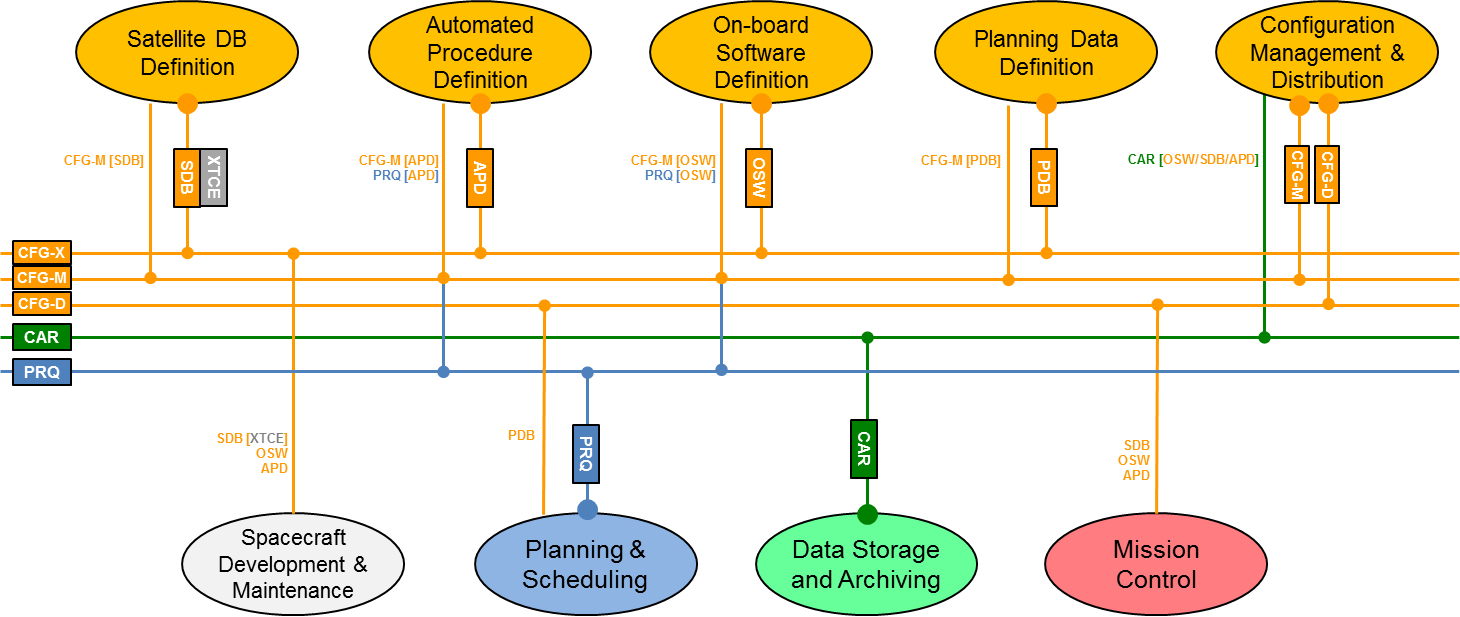 Satellite DB
Definition
Automated
Procedure
Definition
On-board
Software
Definition
Planning Data
Definition
Configuration
Management &
Distribution
CFG-M [SDB]
SDB
XTCE
CFG-M [APD]
PRQ [APD]
APD
CFG-M [OSW]
PRQ [OSW]
OSW
CFG-M [PDB]
PDB
CAR [OSW/SDB/APD]
CFG-M
CFG-D
CFG-X
CFG-M
CFG-D
CAR
PRQ
SDB [XTCE]
OSW
APD
PDB
PRQ
CAR
SDB
OSW
APD
Spacecraft
Development &
Maintenance
Planning &
Scheduling
Data Storage
and Archiving
Mission
Control